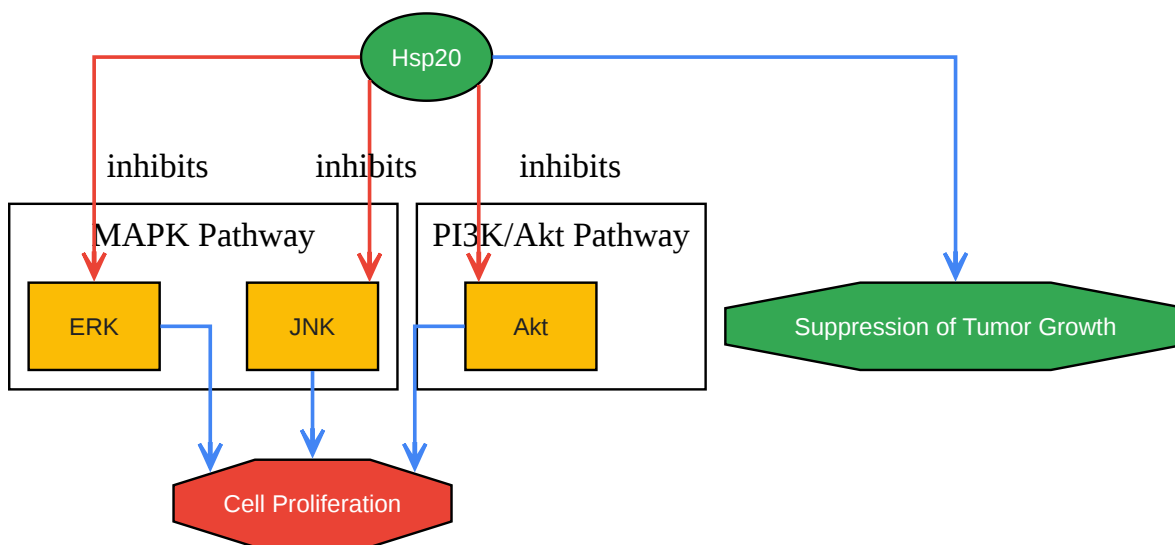 Hsp20
inhibits
inhibits
inhibits
MAPK Pathway
PI3K/Akt Pathway
ERK
JNK
Akt
Suppression of Tumor Growth
Cell Proliferation